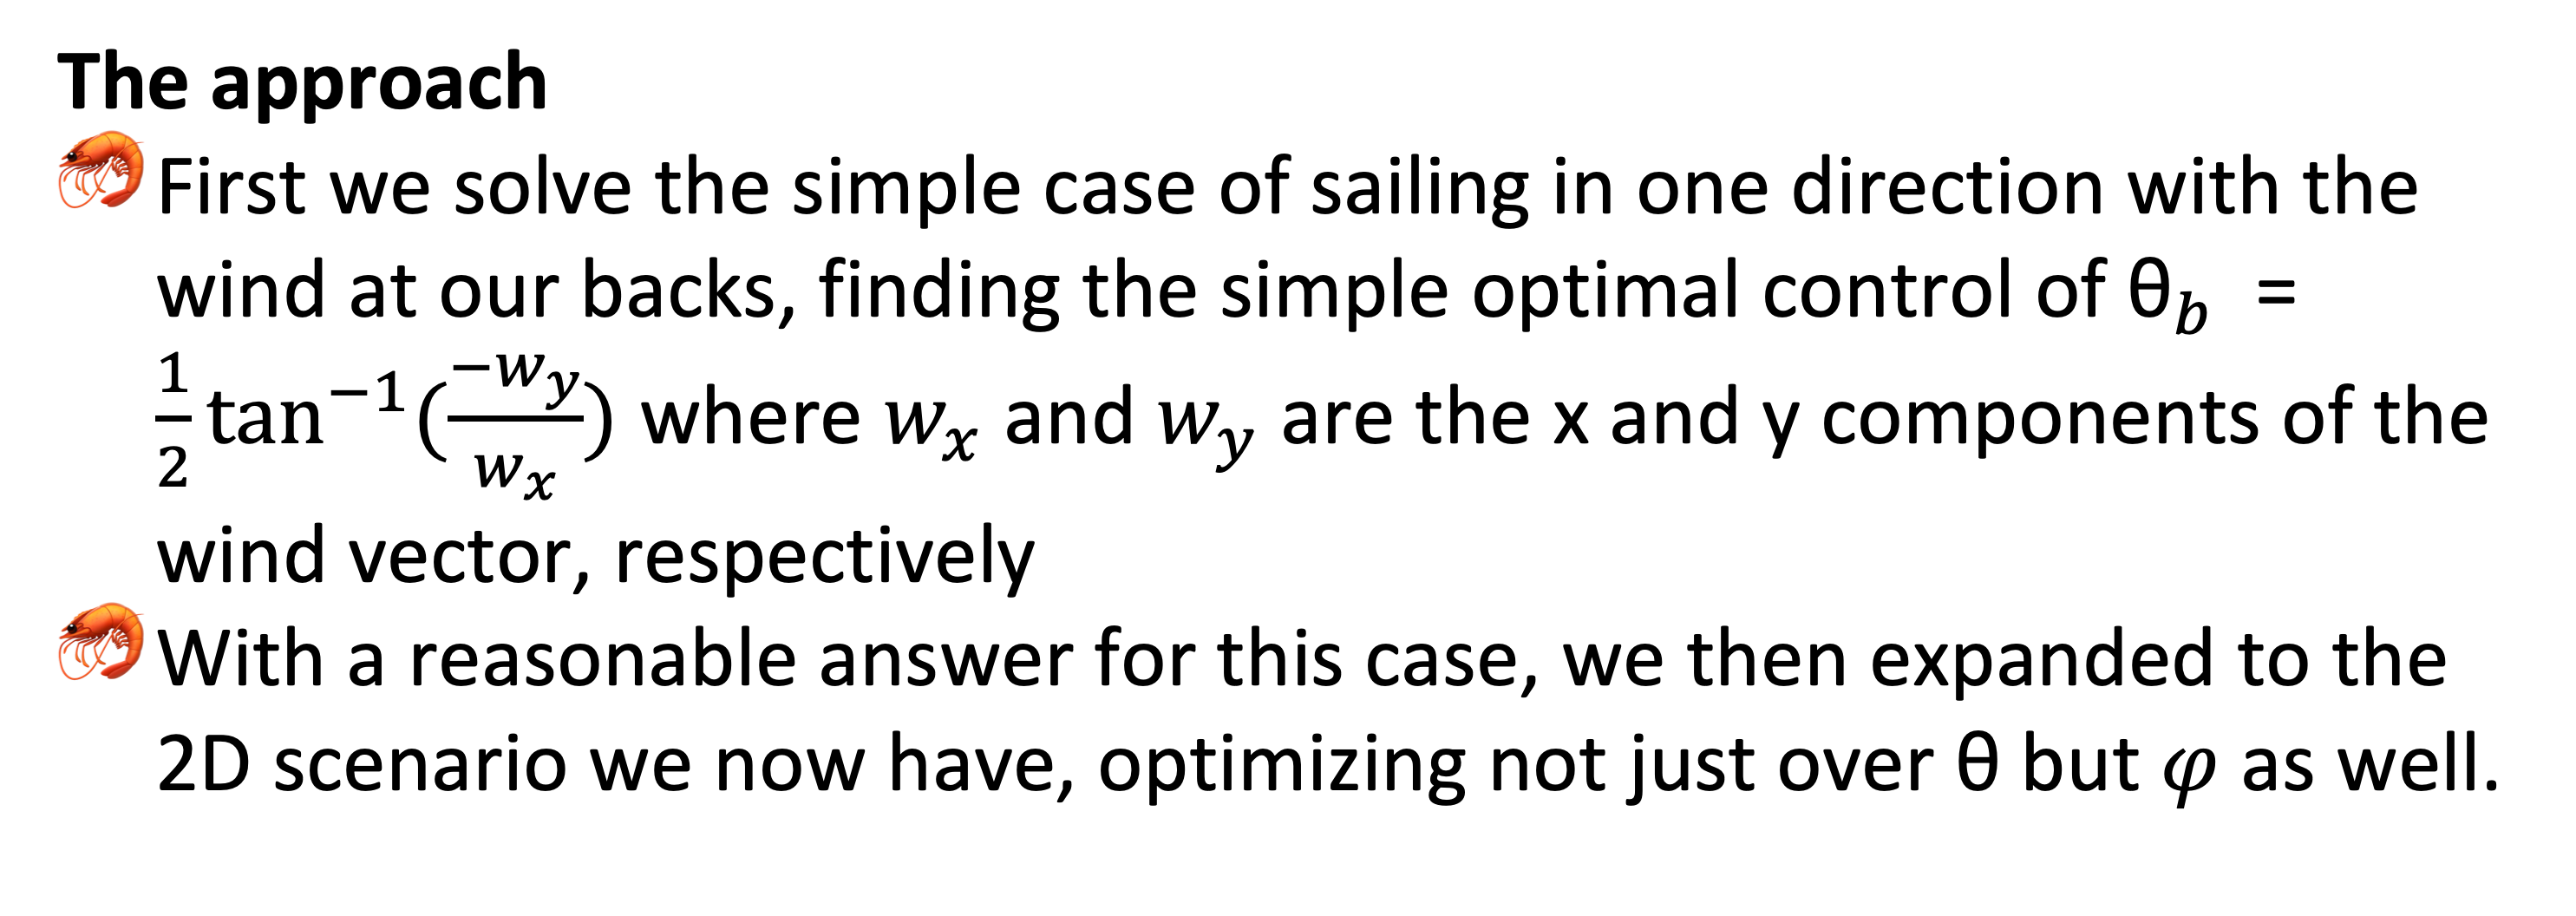 The approach
🦐First we solve the simple case of sailing in one direction with the
wind at our backs, finding the simple optimal control of θ_b =
\frac{1}{2}\tan^{-1}(\frac{-w_y}{w_x}) where w_x and w_y are the x and y components of the
wind vector, respectively
🦐With a reasonable answer for this case, we then expanded to the
2D scenario we now have, optimizing not just over θ but φ as well.